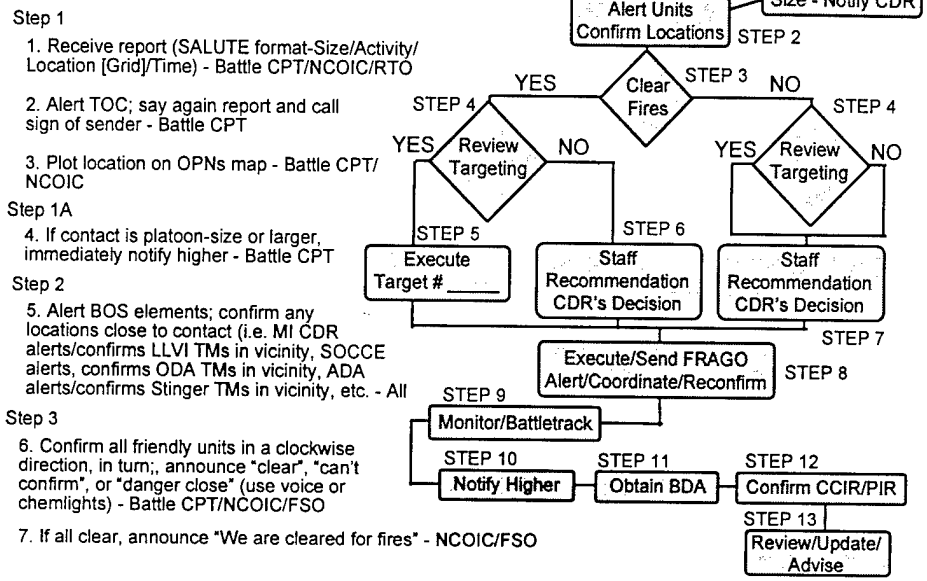 Step 1
1. Receive report (SALUTE format-Size/Activity/
Location [Grid]/Time) - Battle CPT/NCOIC/RTO
2. Alert TOC; say again report and call
sign of sender - Battle CPT
3. Plot location on OPNs map - Battle CPT/
NCOIC
Step 1A
4. If contact is platoon-size or larger,
immediately notify higher - Battle CPT
Step 2
5. Alert BOS elements; confirm any
locations close to contact (i.e. MI CDR
alerts/confirms LLVI TMs in vicinity, SOCCE
alerts, confirms ODA TMs in vicinity, ADA
alerts/confirms Stinger TMs in vicinity, etc. - All
Step 3
6. Confirm all friendly units in a clockwise
direction, in turn;, announce "clear", "can't
confirm", or "danger close" (use voice or
chemlights) - Battle CPT/NCOIC/FSO
7. If all clear, announce "We are cleared for fires" - NCOIC/FSO
Size - Notify CDR
Alert Units
Confirm Locations
STEP 2
Clear
Fires
STEP 3
YES
NO
STEP 4
Review
Targeting
YES
NO
STEP 4
Review
Targeting
YES
NO
STEP 5
Execute
Target # ______
STEP 6
Staff
Recommendation
CDR's Decision
Staff
Recommendation
CDR's Decision
STEP 7
Execute/Send FRAGO
Alert/Coordinate/Reconfirm
STEP 8
STEP 9
Monitor/Battletrack
STEP 10
Notify Higher
STEP 11
Obtain BDA
STEP 12
Confirm CCIR/PIR
STEP 13
Review/Update/
Advise